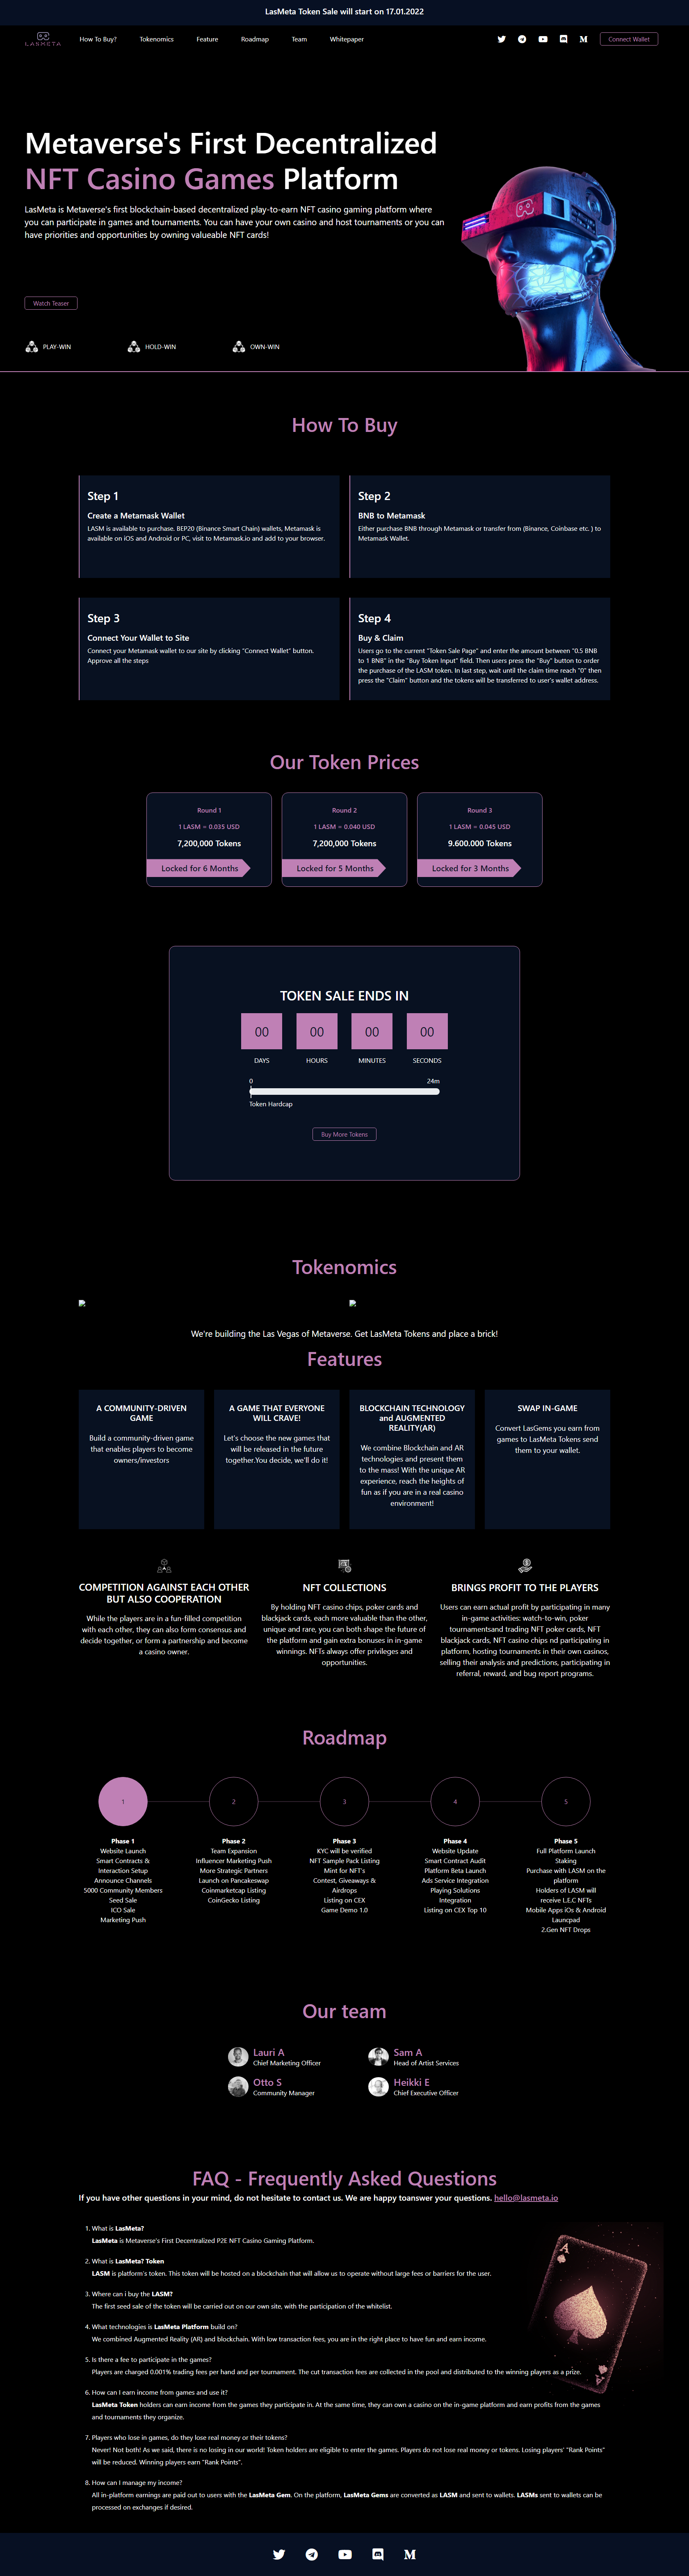 LasMeta Token Sale will start on 17.01.2022
LASMETA
How To Buy?
Tokenomics
Feature
Roadmap
Team
Whitepaper
Connect Wallet
Metaverse's First Decentralized
NFT Casino Games Platform
LasMeta is Metaverse's first blockchain-based decentralized play-to-earn NFT casino gaming platform where
you can participate in games and tournaments. You can have your own casino and host tournaments or you can
have priorities and opportunities by owning valueable NFT cards!
Watch Teaser
PLAY-WIN
HOLD-WIN
OWN-WIN
How To Buy
Step 1
Create a Metamask Wallet
LASM is available to purchase. BEP20 (Binance Smart Chain) wallets, Metamask is
available on iOS and Android or PC, visit to Metamask.io and add to your browser.
Step 2
BNB to Metamask
Either purchase BNB through Metamask or transfer from (Binance, Coinbase etc. ) to
Metamask Wallet.
Step 3
Connect Your Wallet to Site
Connect your Metamask wallet to our site by clicking "Connect Wallet" button.
Approve all the steps
Step 4
Buy & Claim
Users go to the current "Token Sale Page" and enter the amount between "0.5 BNB
to 1 BNB" in the "Buy Token Input" field. Then users press the "Buy" button to order
the purchase of the LASM token. In last step, wait until the claim time reach "0" then
press the "Claim" button and the tokens will be transferred to user's wallet address.
Our Token Prices
Round 1
1 LASM = 0.035 USD
7,200,000 Tokens
Locked for 6 Months
Round 2
1 LASM = 0.040 USD
7,200,000 Tokens
Locked for 5 Months
Round 3
1 LASM = 0.045 USD
9.600.000 Tokens
Locked for 3 Months
TOKEN SALE ENDS IN
00
00
00
00
DAYS
HOURS
MINUTES
SECONDS
0
24m
Token Hardcap
Buy More Tokens
Tokenomics
We're building the Las Vegas of Metaverse. Get LasMeta Tokens and place a brick!
Features
A COMMUNITY-DRIVEN
GAME
Build a community-driven game
that enables players to become
owners/investors
A GAME THAT EVERYONE
WILL CRAVE!
Let's choose the new games that
will be released in the future
together.You decide, we'll do it!
BLOCKCHAIN TECHNOLOGY
and AUGMENTED
REALITY(AR)
We combine Blockchain and AR
technologies and present them
to the mass! With the unique AR
experience, reach the heights of
fun as if you are in a real casino
environment!
SWAP IN-GAME
Convert LasGems you earn from
games to LasMeta Tokens send
them to your wallet.
COMPETITION AGAINST EACH OTHER
BUT ALSO COOPERATION
While the players are in a fun-filled competition
with each other, they can also form consensus and
decide together, or form a partnership and become
a casino owner.
NFT COLLECTIONS
By holding NFT casino chips, poker cards and
blackjack cards, each more valuable than the other,
unique and rare, you can both shape the future of
the platform and gain extra bonuses in in-game
winnings. NFTs always offer privileges and
opportunities.
BRINGS PROFIT TO THE PLAYERS
Users can earn actual profit by participating in many
in-game activities: watch-to-win, poker
tournamentsand trading NFT poker cards, NFT
blackjack cards, NFT casino chips nd participating in
platform, hosting tournaments in their own casinos,
selling their analysis and predictions, participating in
referral, reward, and bug report programs.
Roadmap
1
2
3
4
5
Phase 1
Website Launch
Smart Contracts &
Interaction Setup
Announce Channels
5000 Community Members
Seed Sale
ICO Sale
Marketing Push
Phase 2
Team Expansion
Influencer Marketing Push
More Strategic Partners
Launch on Pancakeswap
Coinmarketcap Listing
CoinGecko Listing
Phase 3
KYC will be verified
NFT Sample Pack Listing
Mint for NFT's
Contest, Giveaways &
Airdrops
Listing on CEX
Game Demo 1.0
Phase 4
Website Update
Smart Contract Audit
Platform Beta Launch
Ads Service Integration
Playing Solutions
Integration
Listing on CEX Top 10
Phase 5
Full Platform Launch
Staking
Purchase with LASM on the
platform
Holders of LASM will
receive L.E.C NFTs
Mobile Apps iOs & Android
Launcpad
2.Gen NFT Drops
Our team
Lauri A
Chief Marketing Officer
Sam A
Head of Artist Services
Otto S
Community Manager
Heikki E
Chief Executive Officer
FAQ - Frequently Asked Questions
If you have other questions in your mind, do not hesitate to contact us. We are happy toanswer your questions. hello@lasmeta.io
1. What is LasMeta?
LasMeta is Metaverse's First Decentralized P2E NFT Casino Gaming Platform.
2. What is LasMeta? Token
LASM is platform's token. This token will be hosted on a blockchain that will allow us to operate without large fees or barriers for the user.
3. Where can i buy the LASM?
The first seed sale of the token will be carried out on our own site, with the participation of the whitelist.
4. What technologies is LasMeta Platform build on?
We combined Augmented Reality (AR) and blockchain. With low transaction fees, you are in the right place to have fun and earn income.
5. Is there a fee to participate in the games?
Players are charged 0.001% trading fees per hand and per tournament. The cut transaction fees are collected in the pool and distributed to the winning players as a prize.
6. How can I earn income from games and use it?
LasMeta Token holders can earn income from the games they participate in. At the same time, they can own a casino on the in-game platform and earn profits from the games
and tournaments they organize.
7. Players who lose in games, do they lose real money or their tokens?
Never! Not both! As we said, there is no losing in our world! Token holders are eligible to enter the games. Players do not lose real money or tokens. Losing players' "Rank Points"
will be reduced. Winning players earn "Rank Points".
8. How can I manage my income?
All in-platform earnings are paid out to users with the LasMeta Gem. On the platform, LasMeta Gems are converted as LASM and sent to wallets. LASMs sent to wallets can be
processed on exchanges if desired.
A
A